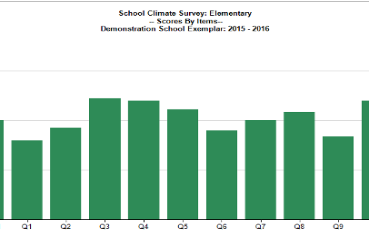 School Climate Survey: Elementary
-- Scores By Items--
Demonstration School Exemplar: 2015 - 2016
Q1 Q2 Q3 Q4 Q5 Q6 Q7 Q8 Q9